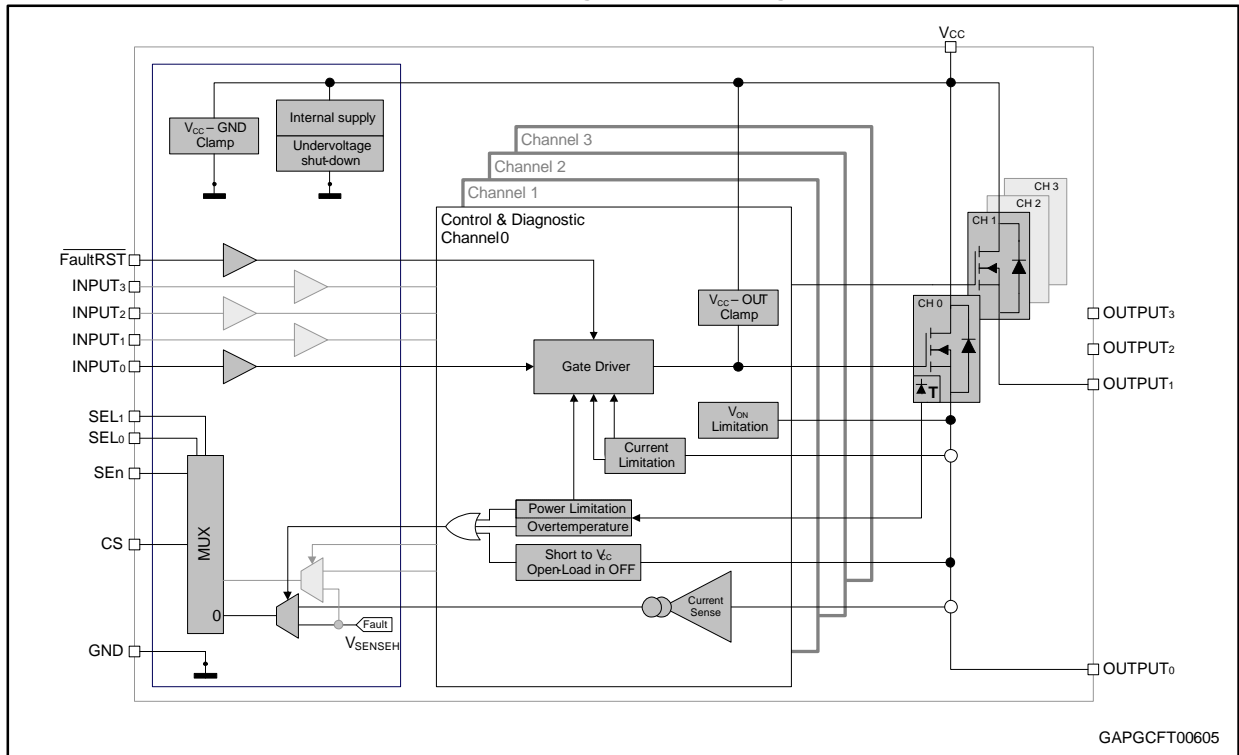 VCC
Internal supply
Undervoltage
shut-down
VCC – GND
Clamp
Channel 3
Channel 2
Channel 1
Control & Diagnostic
Channel0
CH 3
CH 2
CH 1
CH 0
T
FaultRST
INPUT3
INPUT2
INPUT1
INPUT0
VCC – OUT
Clamp
Gate Driver
VON
Limitation
Current
Limitation
Power Limitation
Overtemperature
Short to VCC
Open-Load in OFF
Current
Sense
SEL1
SEL0
SEn
CS
GND
MUX
0
Fault
VSENSEH
OUTPUT3
OUTPUT2
OUTPUT1
OUTPUT0
GAPGCFT00605